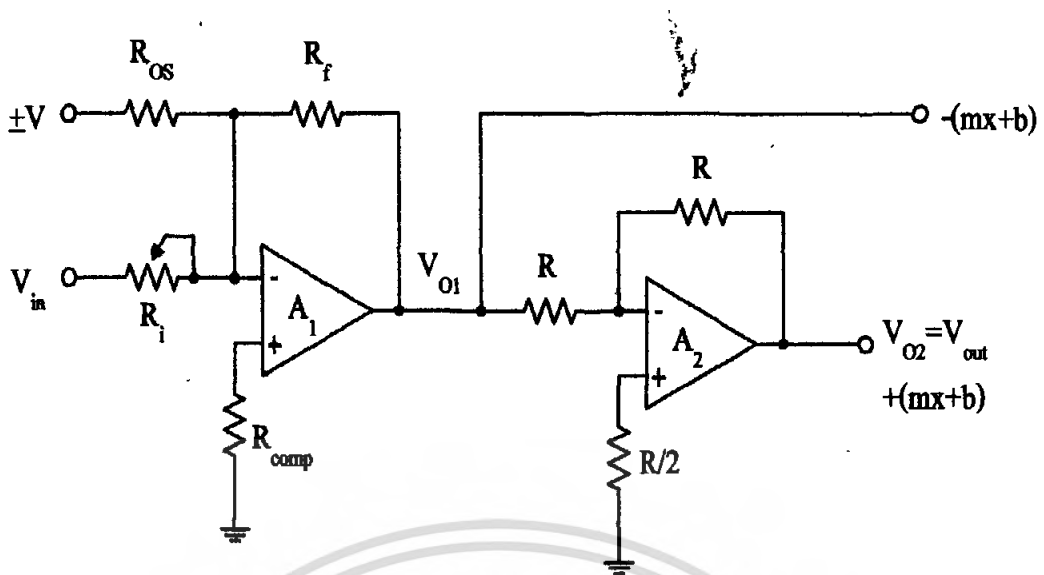 R_OS
R_f
±V
-(mx+b)
R
V_in
R_i
-
A_1
+
V_O1
R
-
A_2
+
V_O2=V_out
+(mx+b)
R_comp
R/2